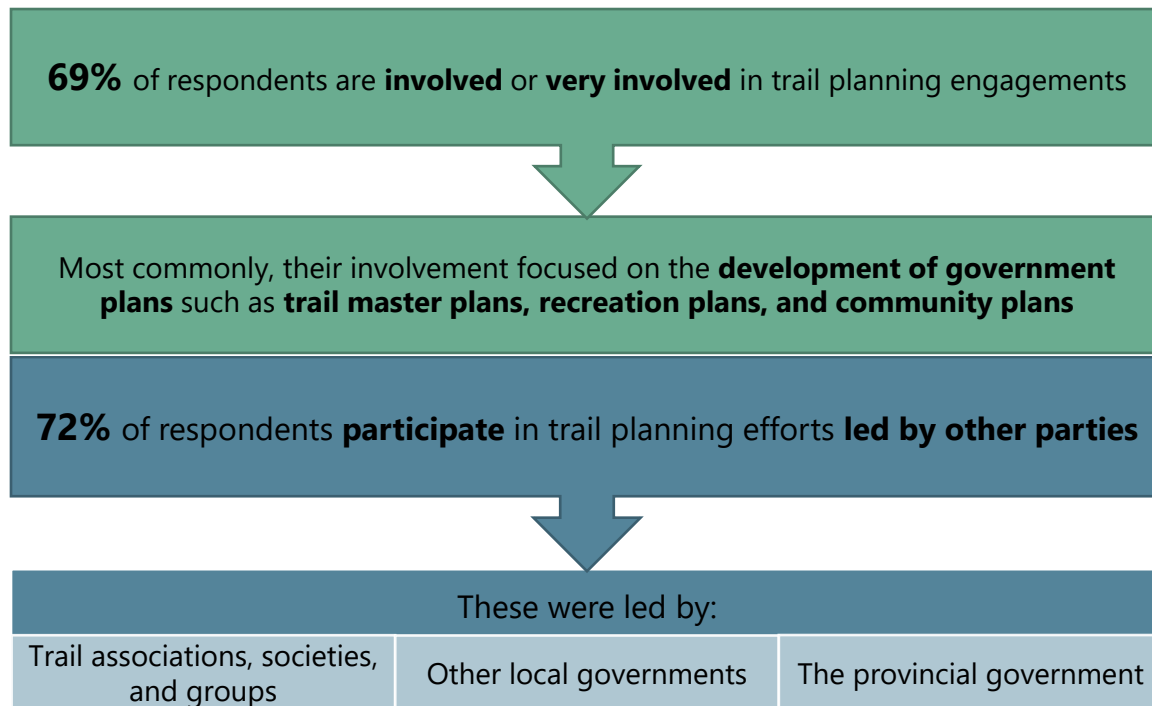 69% of respondents are involved or very involved in trail planning engagements
Most commonly, their involvement focused on the development of government
plans such as trail master plans, recreation plans, and community plans
72% of respondents participate in trail planning efforts led by other parties
These were led by:
Trail associations, societies,
and groups
Other local governments
The provincial government